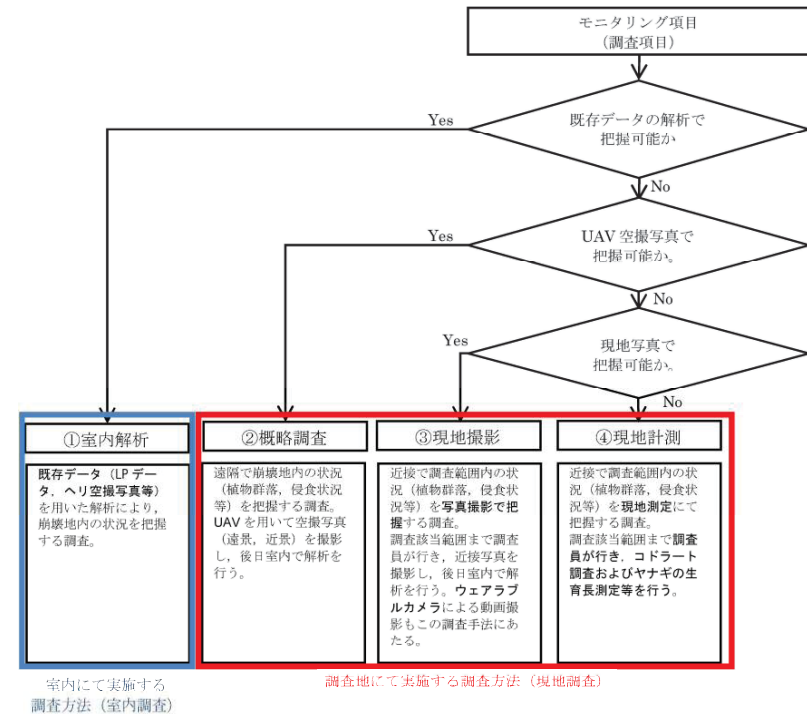 モニタリング項目
（調査項目）
既存データの解析で
把握可能か
Yes
No
UAV 空撮写真で
把握可能か。
Yes
No
現地写真で
把握可能か。
Yes
No
①室内解析
既存データ（LP デー
タ，ヘリ空撮写真等）
を用いた解析により，
崩壊地内の状況を把握
する調査。
②概略調査
遠隔で崩壊地内の状況
（植物群落，侵食状況
等）を把握する調査。
UAV を用いて空撮写真
（遠景，近景）を撮影
し，後日室内で解析を
行う。
③現地撮影
近接で調査範囲内の状
況（植物群落，侵食状
況等）を写真撮影で把
握する調査。
調査該当範囲まで調査
員が行き，近接写真を
撮影し，後日室内で解
析を行う。ウェアラブ
ルカメラによる動画撮
影もこの調査手法にあ
たる。
④現地計測
近接で調査範囲内の状
況（植物群落，侵食状
況等）を現地測定にて
把握する調査。
調査該当範囲まで調査
員が行き，コドラート
調査およびヤナギの生
育長測定等を行う。
室内にて実施する
調査方法（室内調査）
調査地にて実施する調査方法（現地調査）